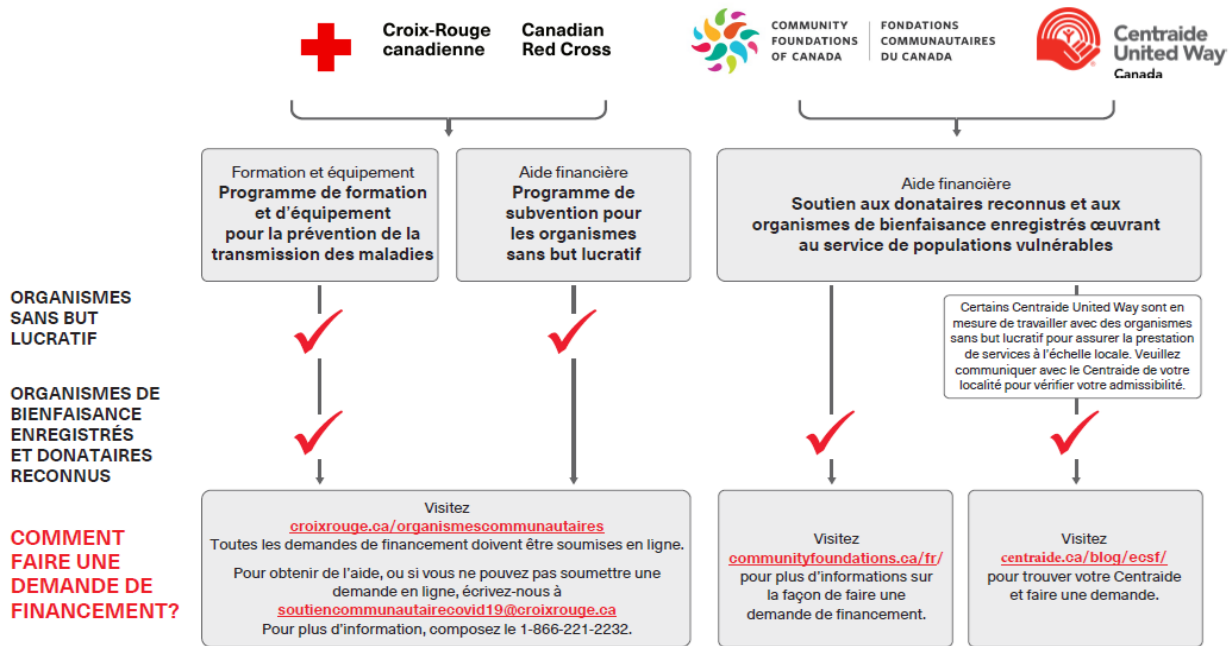 Croix-Rouge
canadienne
Canadian
Red Cross
COMMUNITY
FOUNDATIONS
OF CANADA
FONDATIONS
COMMUNAUTAIRES
DU CANADA
Centraide
United Way
Canada
Formation et équipement
Programme de formation
et d'équipement
pour la prévention de la
transmission des maladies
Aide financière
Programme de
subvention pour
les organismes
sans but lucratif
Aide financière
Soutien aux donataires reconnus et aux
organismes de bienfaisance enregistrés œuvrant
au service de populations vulnérables
ORGANISMES
SANS BUT
LUCRATIF
Certains Centraide United Way sont en
mesure de travailler avec des organismes
sans but lucratif pour assurer la prestation
de services à l'échelle locale. Veuillez
communiquer avec le Centraide de votre
localité pour vérifier votre admissibilité.
ORGANISMES DE
BIENFAISANCE
ENREGISTRÉS
ET DONATAIRES
RECONNUS
COMMENT
FAIRE UNE
DEMANDE DE
FINANCEMENT?
Visitez
croixrouge.ca/organismescommunautaires
Toutes les demandes de financement doivent être soumises en ligne.
Pour obtenir de l'aide, ou si vous ne pouvez pas soumettre une
demande en ligne, écrivez-nous à
soutiencommunautairecovid19@croixrouge.ca
Pour plus d'information, composez le 1-866-221-2232.
Visitez
communityfoundations.ca/fr/
pour plus d'informations sur
la façon de faire une
demande de financement.
Visitez
centraide.ca/blog/ecsf/
pour trouver votre Centraide
et faire une demande.